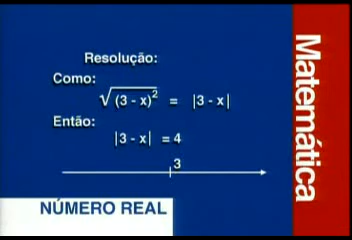 Resolução:
Como:
√(3 - x)² = |3 - x|
Então:
|3 - x| = 4
3
NÚMERO REAL
Matemática